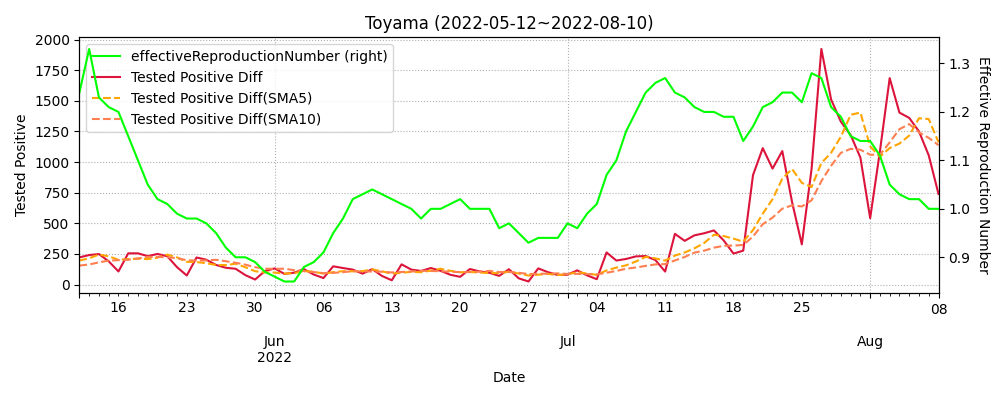 Toyama (2022-05-12~2022-08-10)
effectiveReproductionNumber (right)
Tested Positive Diff
Tested Positive Diff(SMA5)
Tested Positive Diff(SMA10)
Tested Positive
2000
1750
1500
1250
1000
750
500
250
0
1.3
1.2
1.1
1.0
0.9
Effective Reproduction Number
16 23 30 06 13 20 27 04 11 18 25 08
Jun Jul Aug
2022
Date